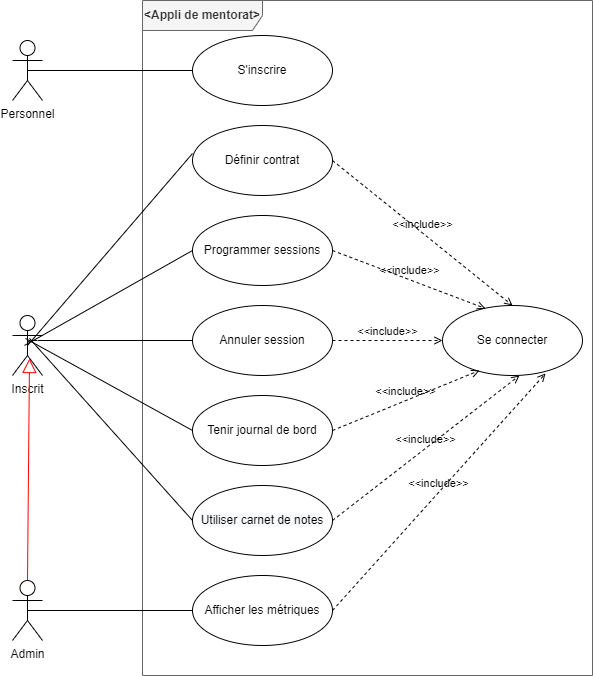 <Appli de mentorat>
S'inscrire
Personnel
Définir contrat
<<include>>
Programmer sessions
<<include>>
Annuler session
<<include>>
Se connecter
Inscrit
<<include>>
Tenir journal de bord
<<include>>
<<include>>
Utiliser carnet de notes
Afficher les métriques
Admin